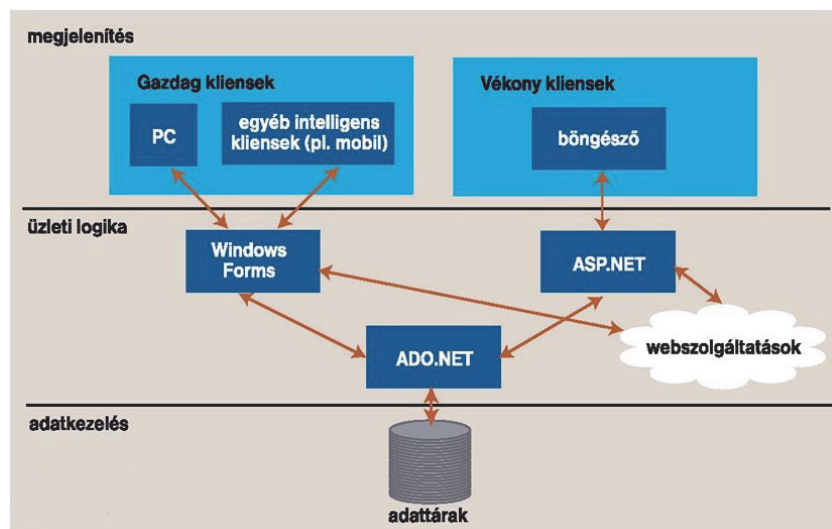 megjelenítés
Gazdag kliensek
PC
egyéb intelligens
kliensek (pl. mobil)
Vékony kliensek
böngésző
üzleti logika
Windows
Forms
ASP.NET
ADO.NET
webszolgáltatások
adatkezelés
adattárak